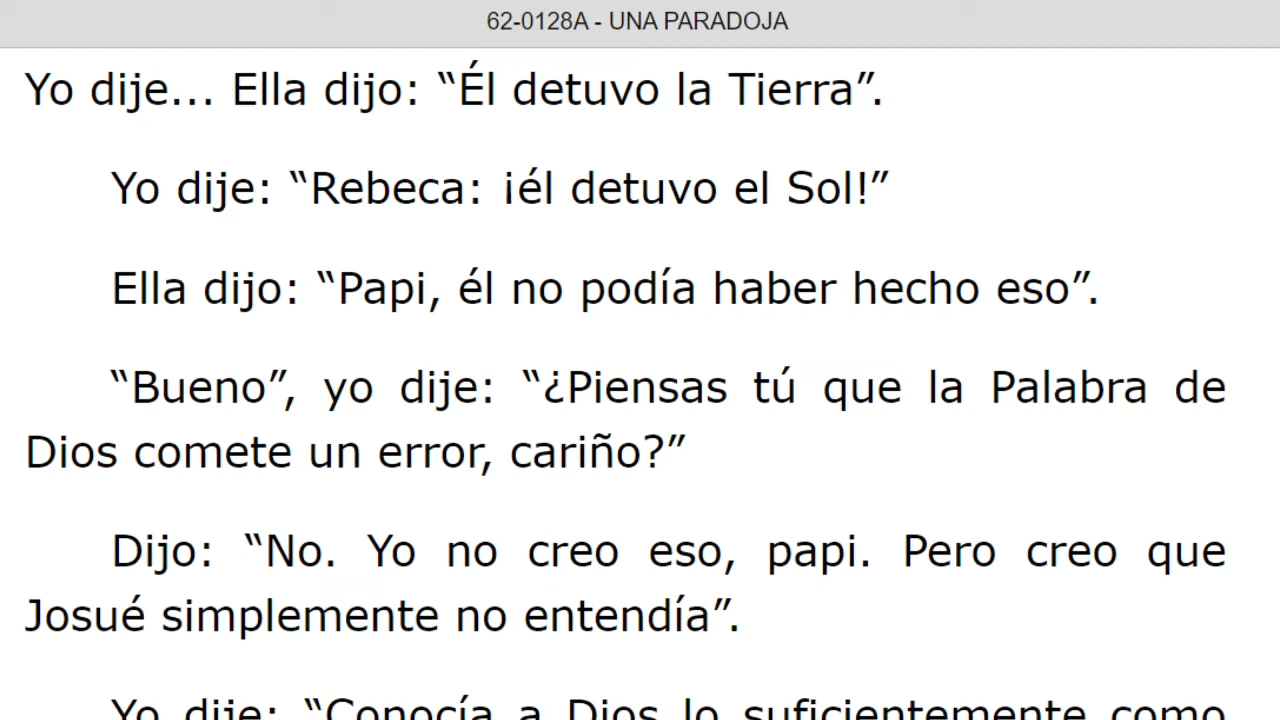 62-0128A - UNA PARADOJA
Yo dije... Ella dijo: “Él detuvo la Tierra”.
Yo dije: “Rebeca: ¡él detuvo el Sol!”
Ella dijo: “Papi, él no podía haber hecho eso”.
“Bueno”, yo dije: “¿Piensas tú que la Palabra de
Dios comete un error, cariño?”
Dijo: “No. Yo no creo eso, papi. Pero creo que
Josué simplemente no entendía”.
Yo dije: “Conocía a Dios lo suficientemente como